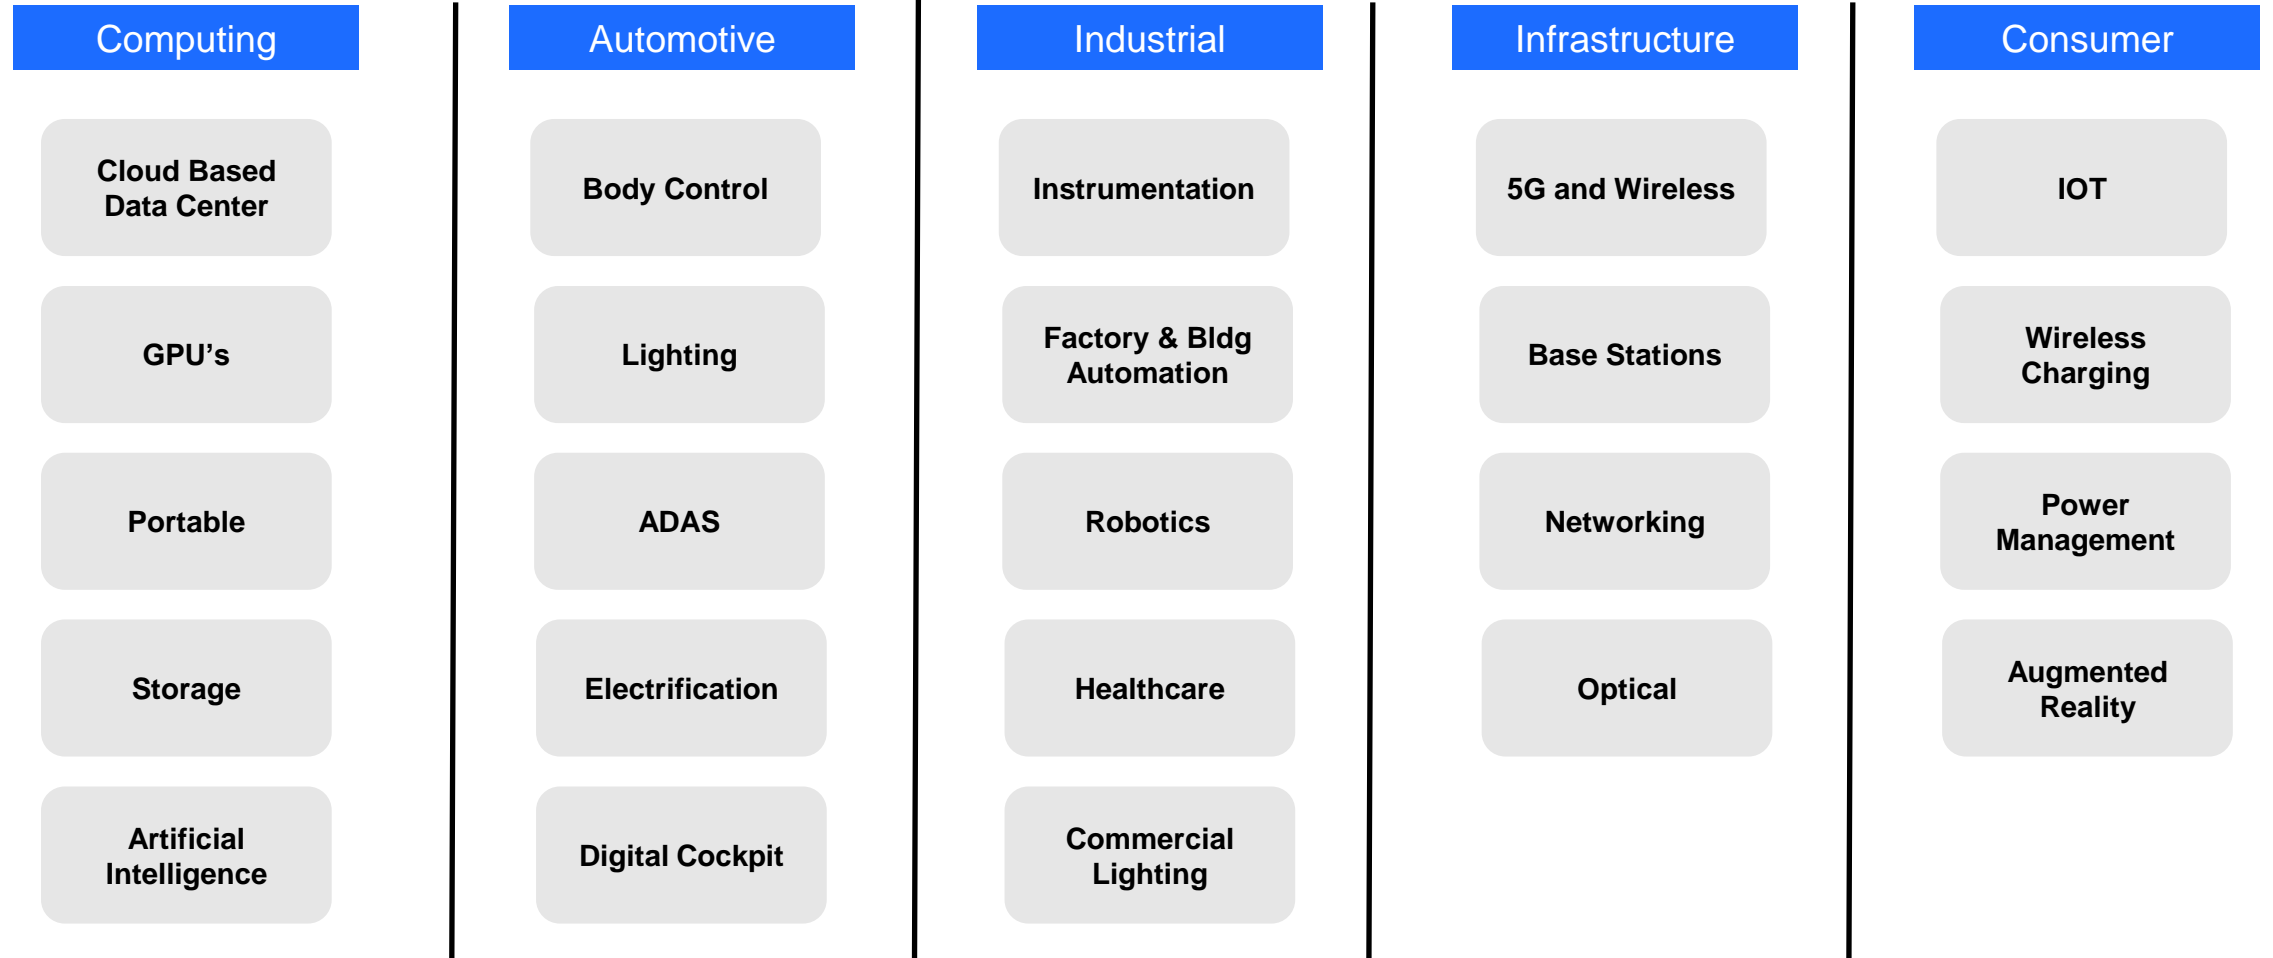 Computing
Cloud Based
Data Center
GPU’s
Portable
Storage
Artificial
Intelligence
Automotive
Body Control
Lighting
ADAS
Electrification
Digital Cockpit
Industrial
Instrumentation
Factory & Bldg
Automation
Robotics
Healthcare
Commercial
Lighting
Infrastructure
5G and Wireless
Base Stations
Networking
Optical
Consumer
IOT
Wireless
Charging
Power
Management
Augmented
Reality